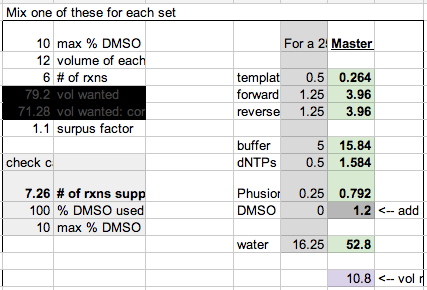 Mix one of these for each set
10 max % DMSO For a 2 Master
12 volume of each
6 # of rxns templat 0.5 0.264
79.2 vol wanted forward 1.25 3.96
71.28 vol wanted: cor reverse 1.25 3.96
1.1 surpus factor
buffer 5 15.84
check c dNTPs 0.5 1.584
7.26 # of rxns supp Phusior 0.25 0.792
100 % DMSO used DMSO 0 1.2 <-- add
10 max % DMSO
water 16.25 52.8
10.8 <-- vol r